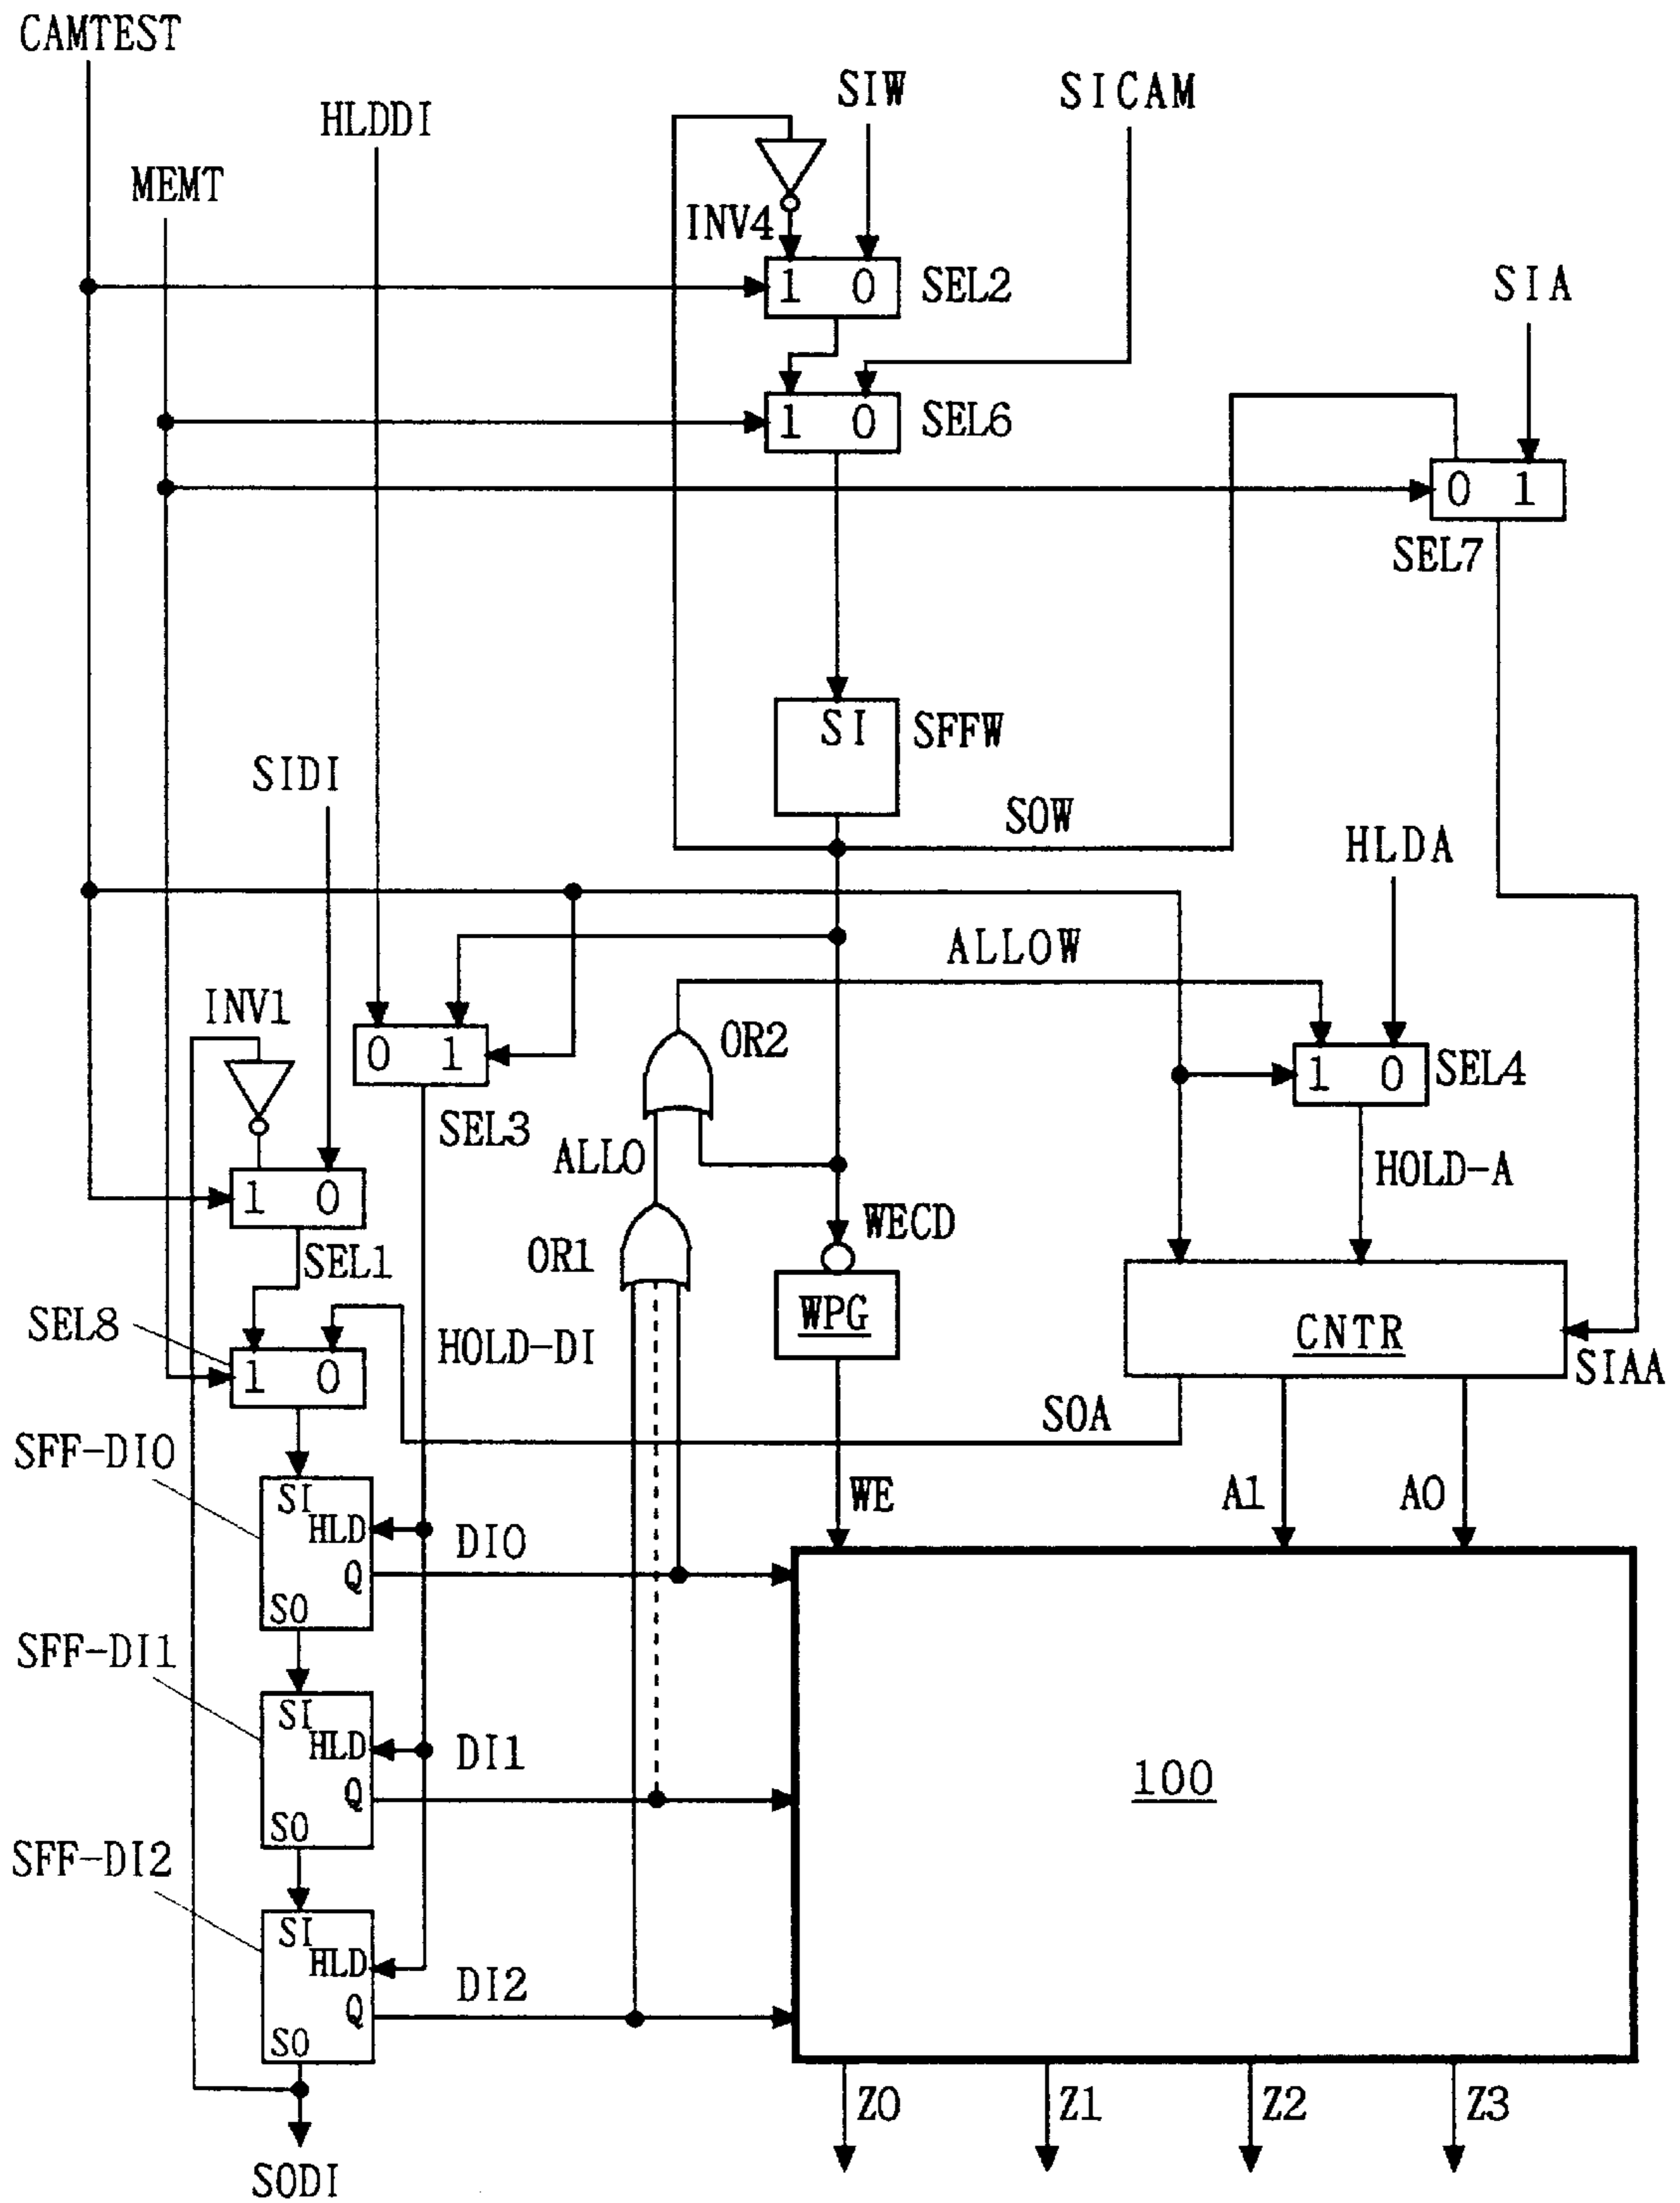 CAMTEST
SIW
SICAM
HLDDI
MEMT
INV4
1 0
SEL2
SIA
1 0
SEL6
0 1
SEL7
SI
SFFW
SIDI
SOW
HLDA
ALLOW
INV1
OR2
0 1
1 0
SEL4
SEL3
ALLO
HOLD-A
1 0
WECD
OR1
SEL1
SEL8
WPG
CNTR
HOLD-DI
SIAA
1 0
SOA
SFF-DI0
SI
HLD
Q
SO
DI0
WE
A1
A0
SFF-DI1
SI
HLD
Q
SO
DI1
100
SFF-DI2
SI
HLD
Q
SO
DI2
Z0
Z1
Z2
Z3
SODI